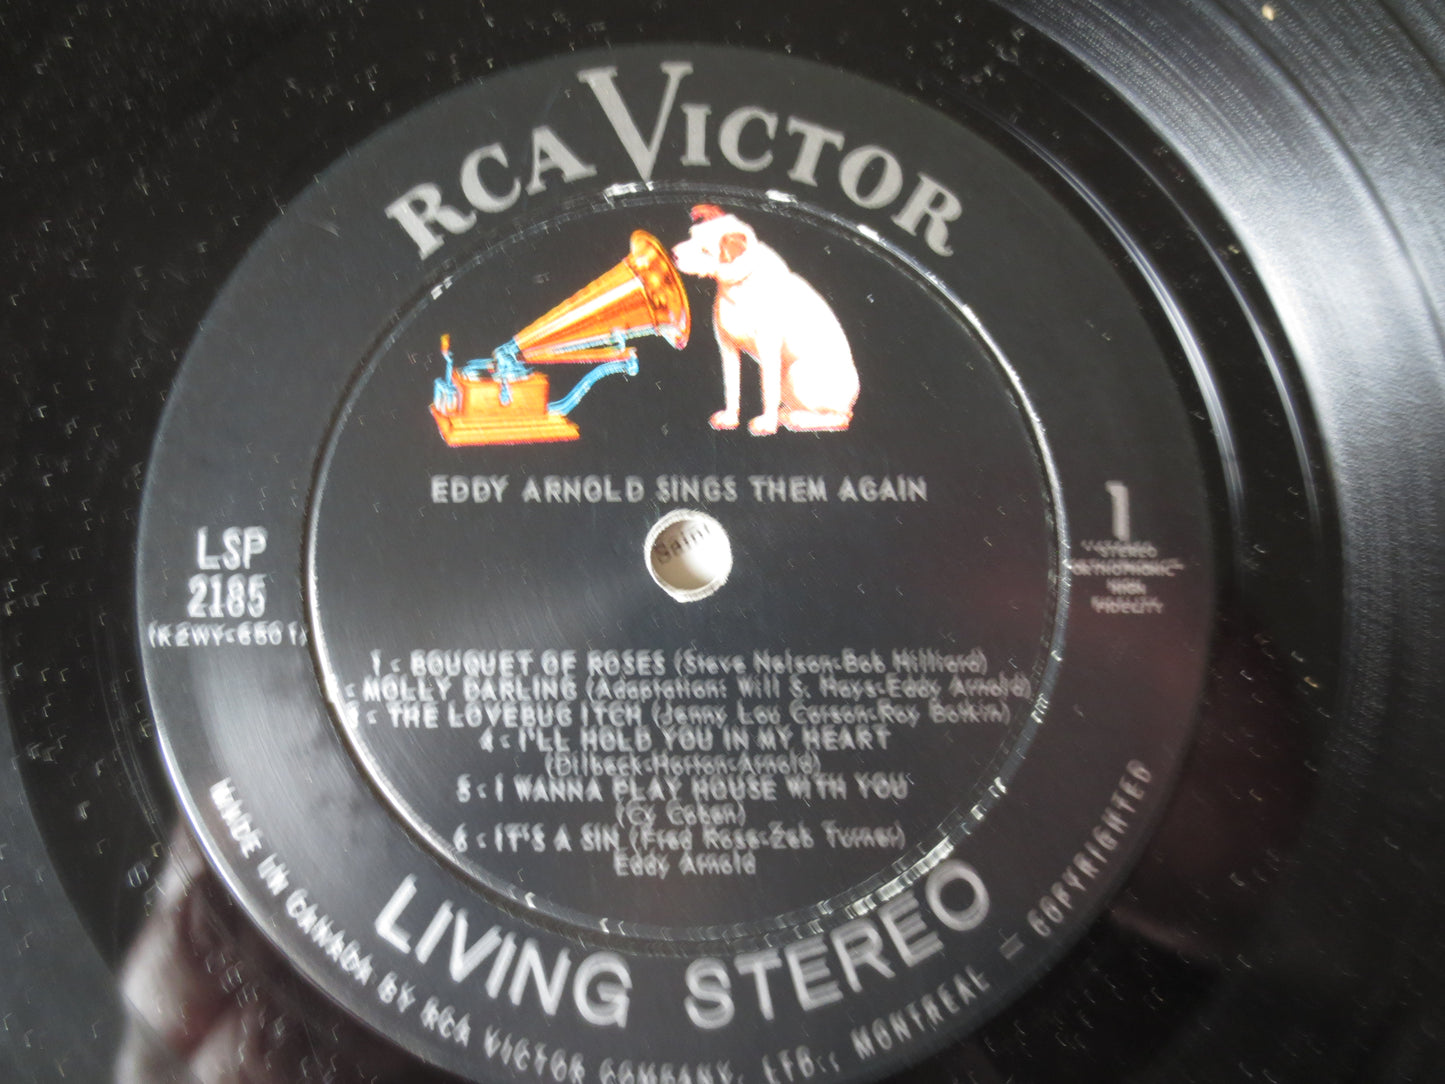 RCA VICTOR
EDDY ARNOLD SINGS THEM AGAIN
LSP
2185
(K2WY-6501)
1
"STEREO
ORTHOPHONIC"
HIGH
FIDELITY
Saint
1 - BOUQUET OF ROSES (Steve Nelson-Bob Hilliard)
- MOLLY DARLING (Adaptation: Will S. Hays-Eddy Arnold)
3 - THE LOVEBUG ITCH (Jenny Lou Carson-Roy Botkin)
4 - I'LL HOLD YOU IN MY HEART
(Dilbeck-Horton-Arnold)
5 - I WANNA PLAY HOUSE WITH YOU
(Cy Coben)
6 - IT'S A SIN (Fred Rose-Zeb Turner)
Eddy Arnold
LIVING STEREO
MADE IN CANADA BY RCA VICTOR COMPANY, LTD., MONTREAL — COPYRIGHTED